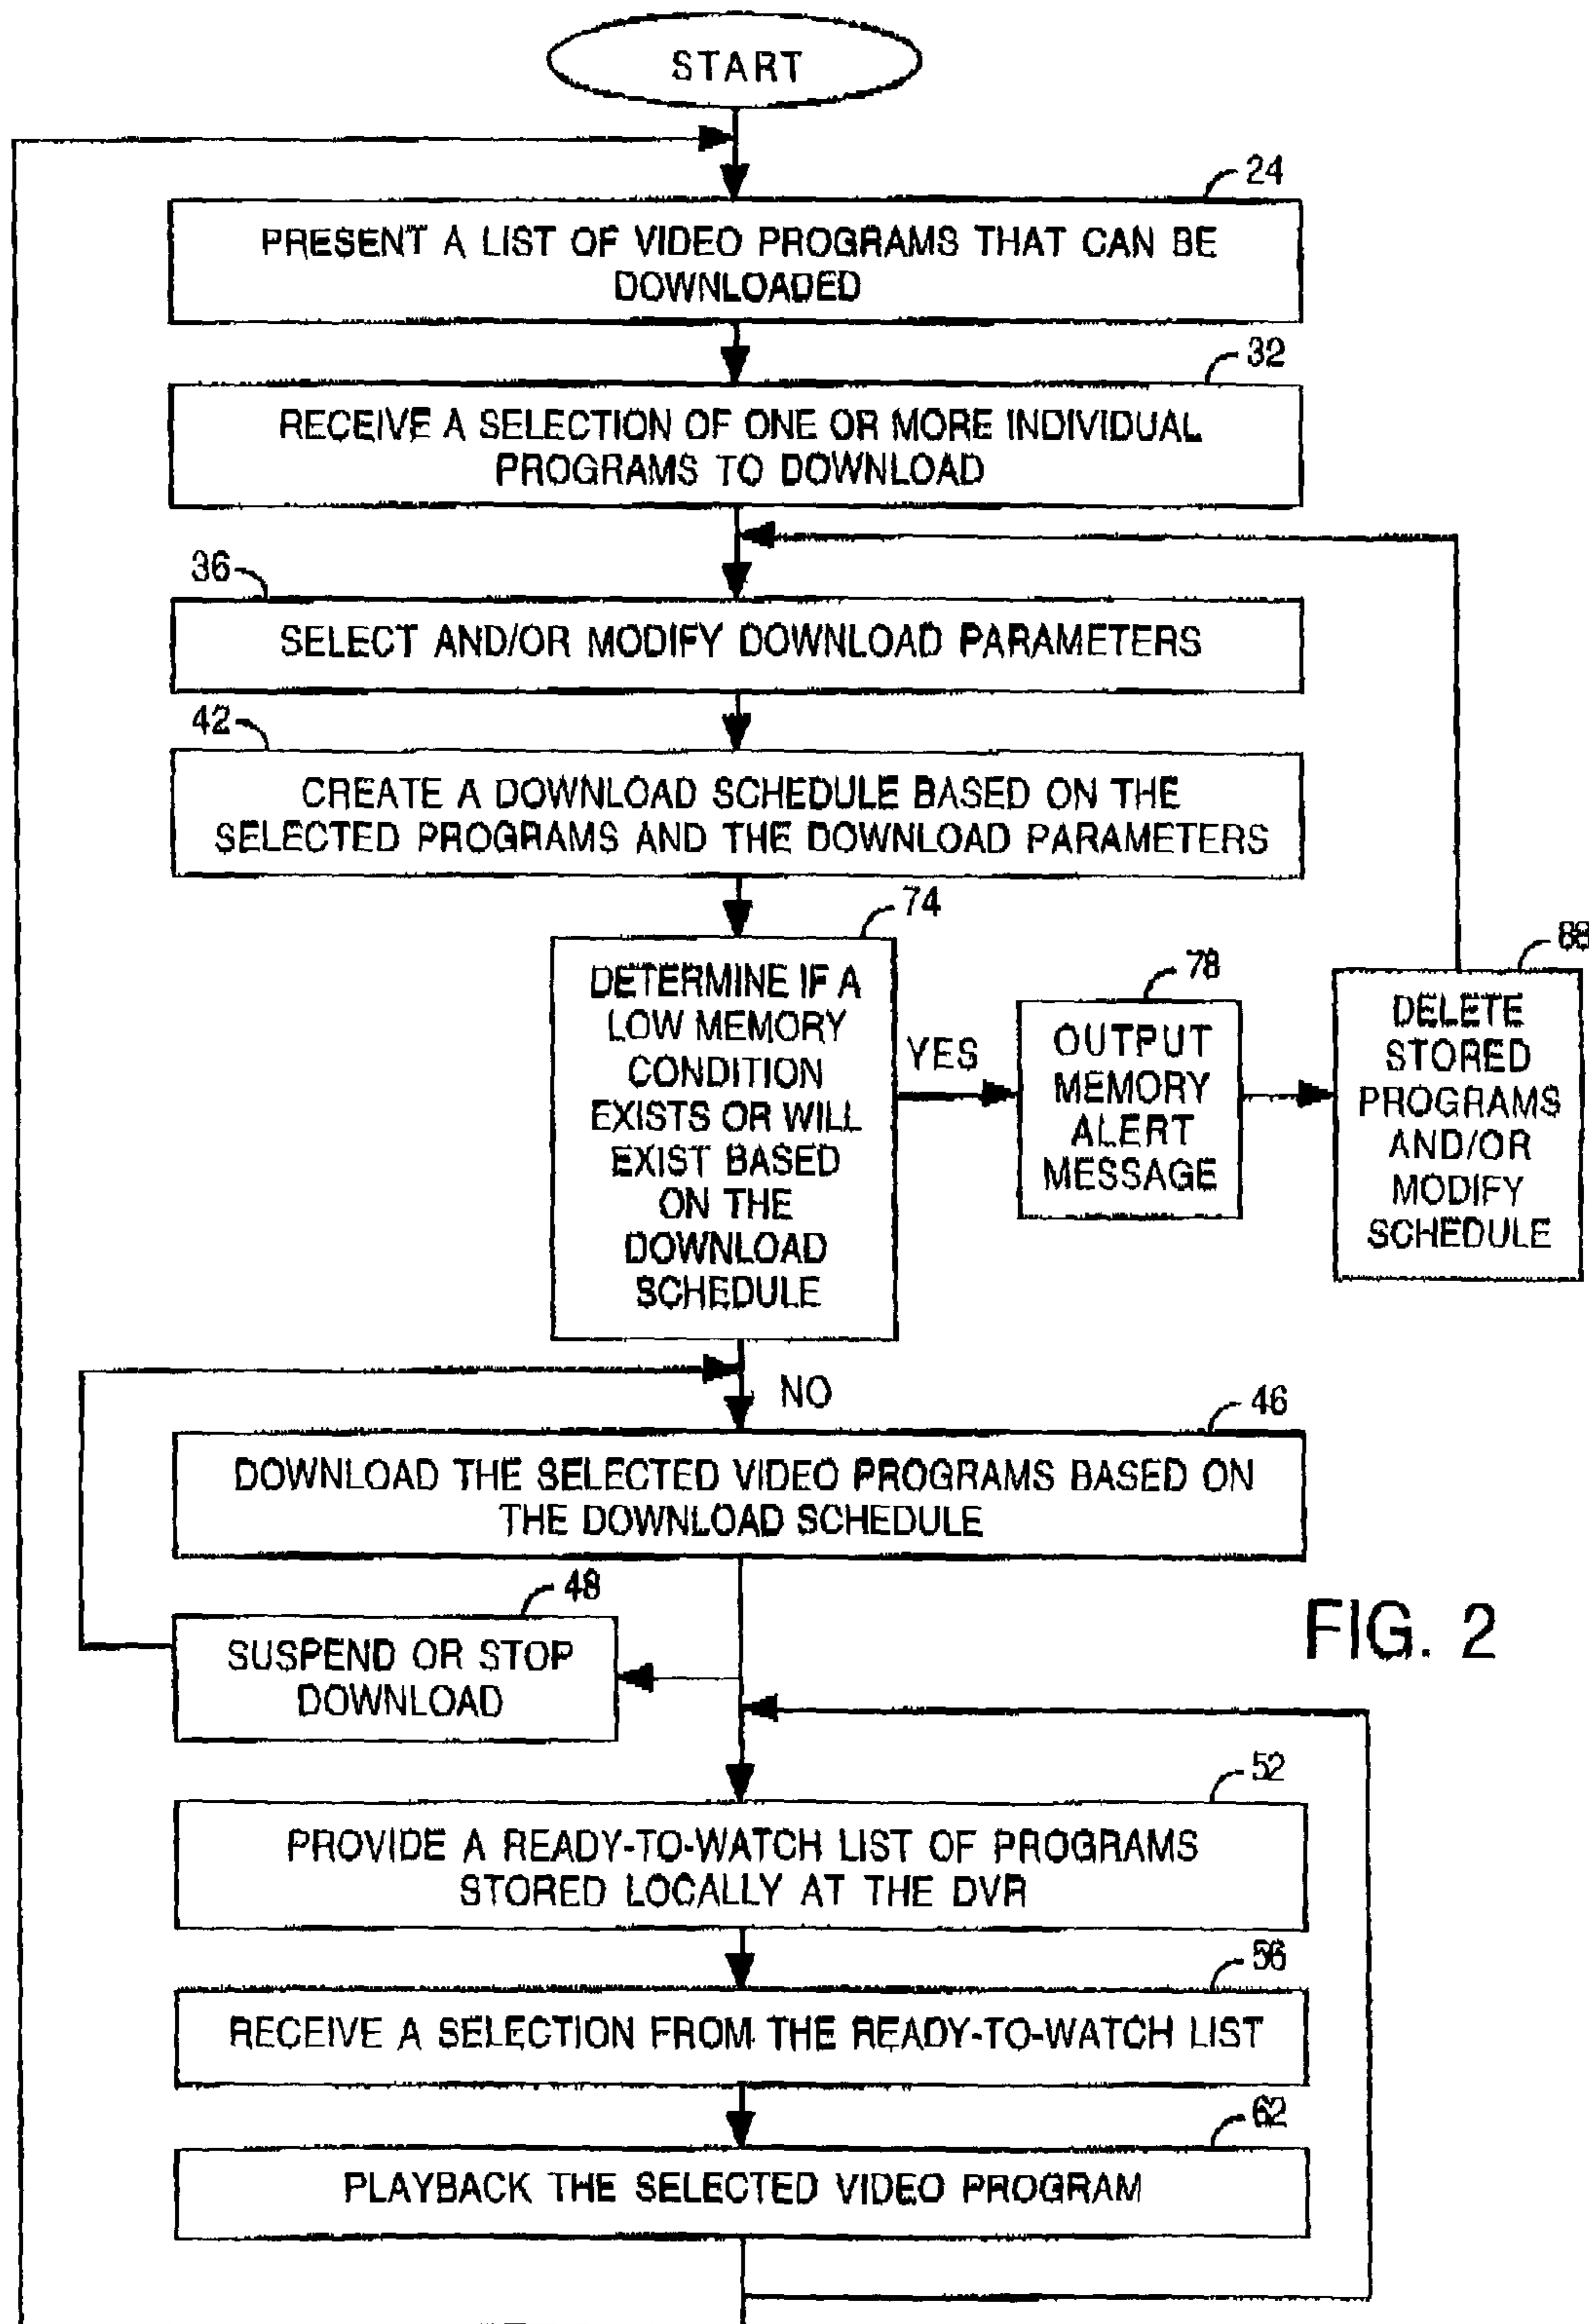 START
24
PRESENT A LIST OF VIDEO PROGRAMS THAT CAN BE
DOWNLOADED
32
RECEIVE A SELECTION OF ONE OR MORE INDIVIDUAL
PROGRAMS TO DOWNLOAD
36
SELECT AND/OR MODIFY DOWNLOAD PARAMETERS
42
CREATE A DOWNLOAD SCHEDULE BASED ON THE
SELECTED PROGRAMS AND THE DOWNLOAD PARAMETERS
74
DETERMINE IF A
LOW MEMORY
CONDITION
EXISTS OR WILL
EXIST BASED
ON THE
DOWNLOAD
SCHEDULE
YES
78
OUTPUT
MEMORY
ALERT
MESSAGE
DELETE
STORED
PROGRAMS
AND/OR
MODIFY
SCHEDULE
NO
46
DOWNLOAD THE SELECTED VIDEO PROGRAMS BASED ON
THE DOWNLOAD SCHEDULE
48
SUSPEND OR STOP
DOWNLOAD
FIG. 2
52
PROVIDE A READY-TO-WATCH LIST OF PROGRAMS
STORED LOCALLY AT THE DVR
56
RECEIVE A SELECTION FROM THE READY-TO-WATCH LIST
62
PLAYBACK THE SELECTED VIDEO PROGRAM